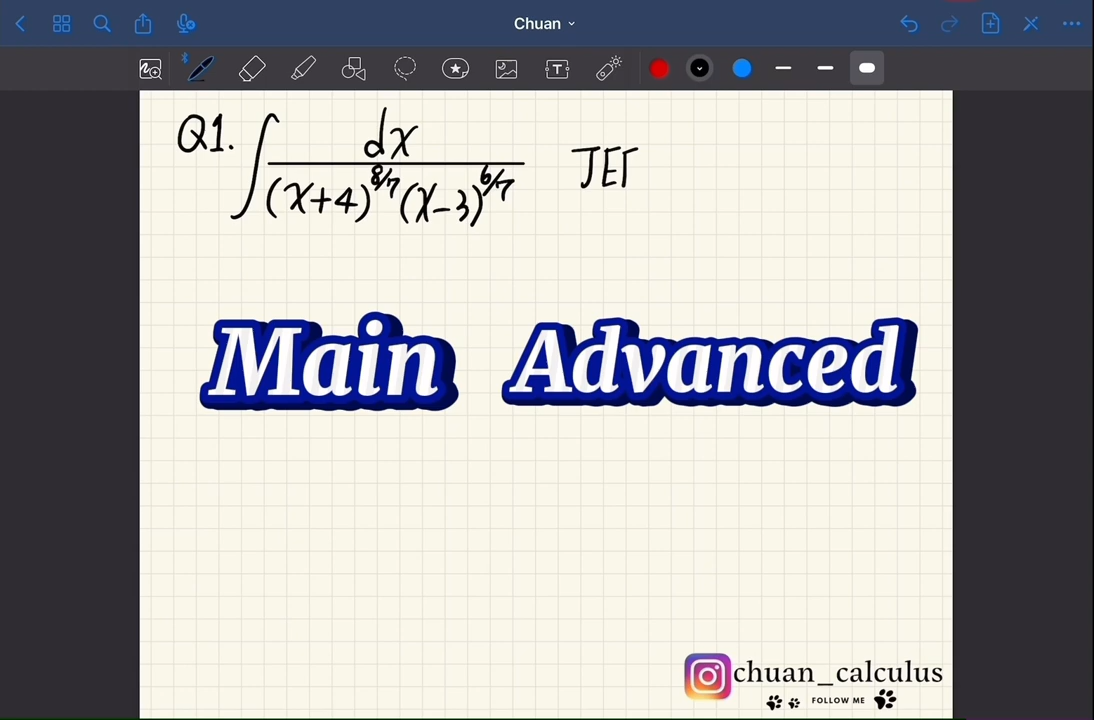 Chuan
Q1. ∫ dx / (x+4)^8/7 (x-3)^6/7 JEE
Main Advanced
chuan_calculus
FOLLOW ME